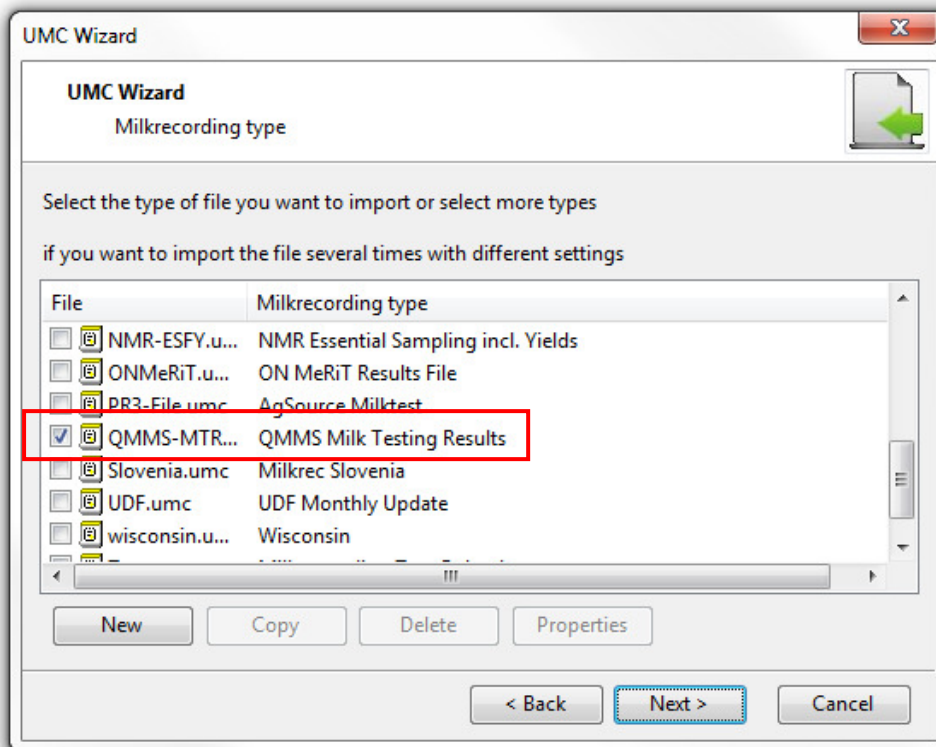 UMC Wizard
UMC Wizard
Milkrecording type
Select the type of file you want to import or select more types
if you want to import the file several times with different settings
File Milkrecording type
NMR-ESFY.u... NMR Essential Sampling incl. Yields
ONMeRiT.u... ON MeRiT Results File
PR3-File.umc AgSource Milktest
QMMS-MTR... QMMS Milk Testing Results
Slovenia.umc Milkrec Slovenia
UDF.umc UDF Monthly Update
wisconsin.u... Wisconsin
New Copy Delete Properties
< Back Next > Cancel